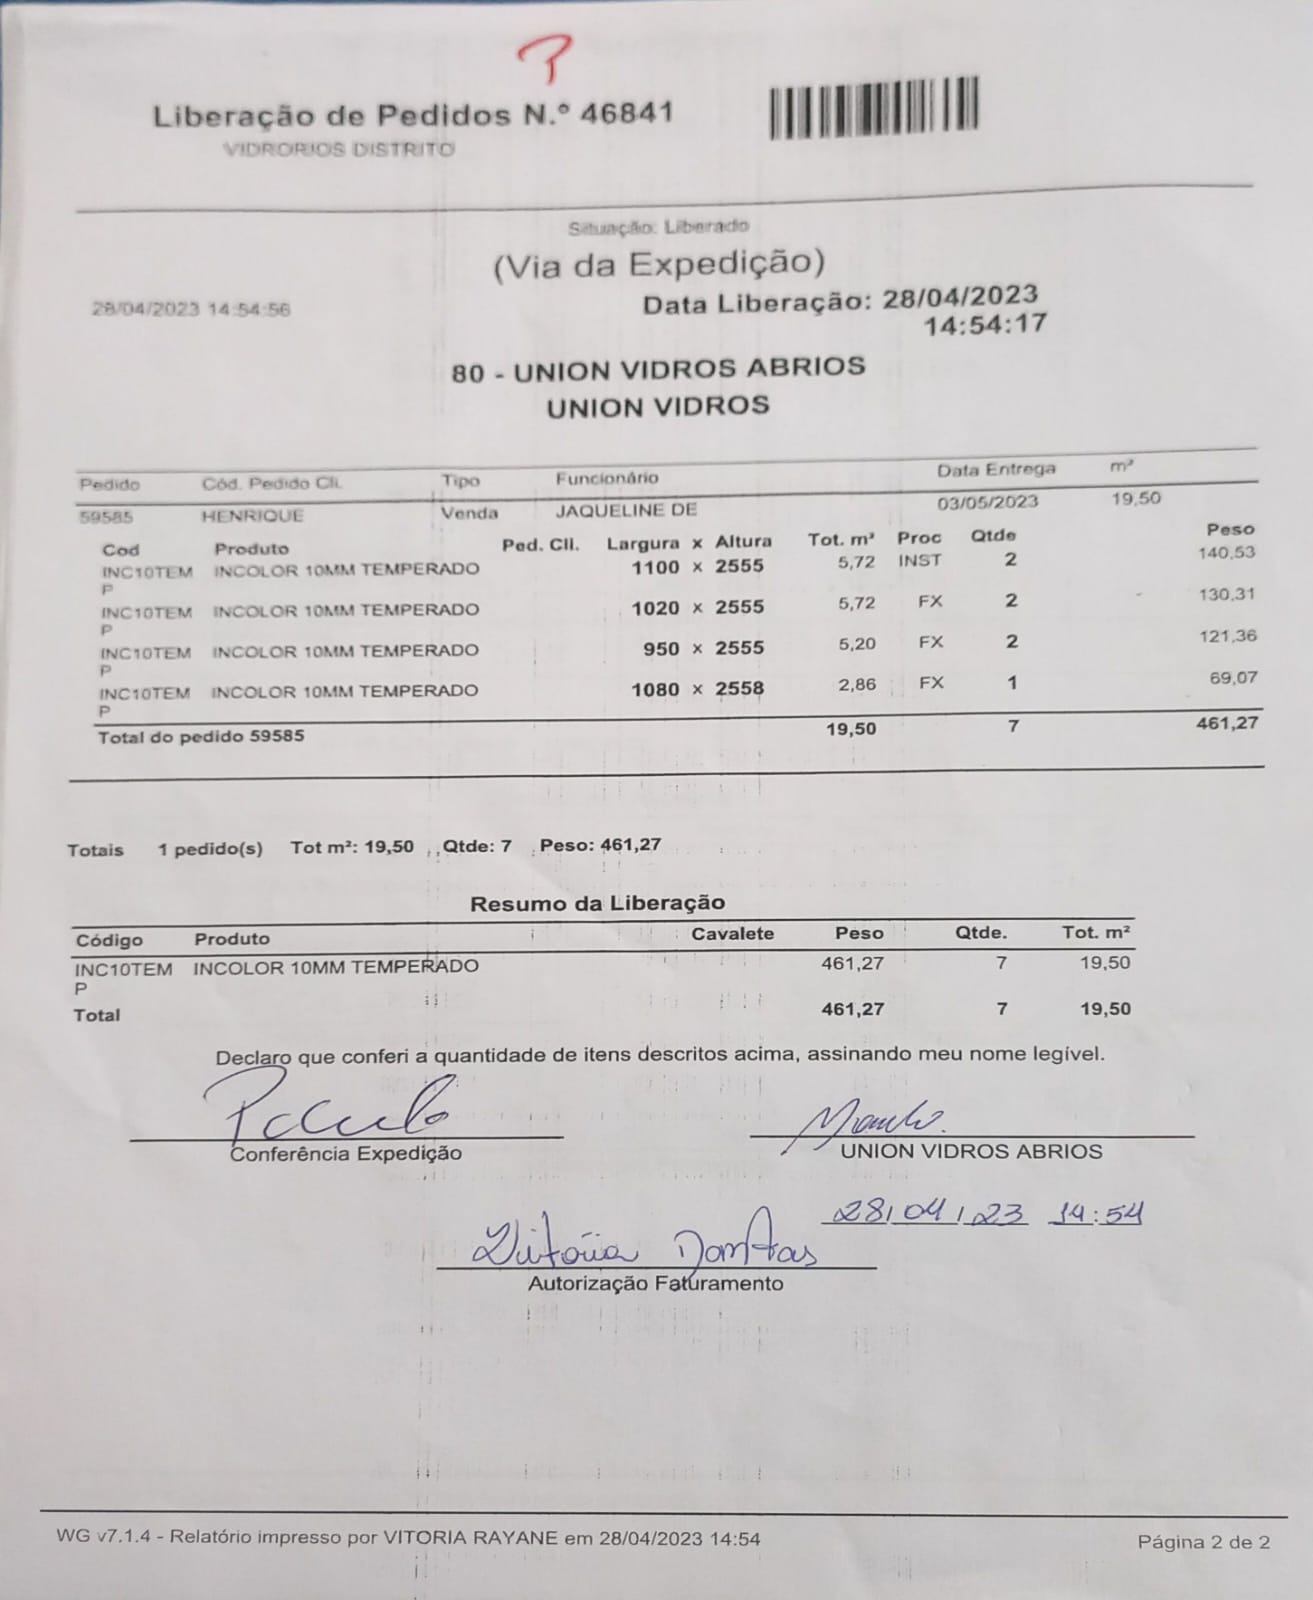 Liberação de Pedidos N.º 46841
VIDRORIOS DISTRITO
Situação: Liberado
(Via da Expedição)
28/04/2023 14:54:56
Data Liberação: 28/04/2023
14:54:17
80 - UNION VIDROS ABRIOS
UNION VIDROS
Pedido Cód. Pedido Cli. Tipo Funcionário Data Entrega m²
59585 HENRIQUE Venda JAQUELINE DE 03/05/2023 19,50
Cod Produto Ped. Cli. Largura x Altura Tot. m² Proc Qtde Peso
INC10TEM INCOLOR 10MM TEMPERADO 1100 x 2555 5,72 INST 2 140,53
P
INC10TEM INCOLOR 10MM TEMPERADO 1020 x 2555 5,72 FX 2 130,31
P
INC10TEM INCOLOR 10MM TEMPERADO 950 x 2555 5,20 FX 2 121,36
P
INC10TEM INCOLOR 10MM TEMPERADO 1080 x 2558 2,86 FX 1 69,07
P
Total do pedido 59585 19,50 7 461,27
Totais 1 pedido(s) Tot m²: 19,50 Qtde: 7 Peso: 461,27
Resumo da Liberação
Código Produto Cavalete Peso Qtde. Tot. m²
INC10TEM INCOLOR 10MM TEMPERADO 461,27 7 19,50
P
Total 461,27 7 19,50
Declaro que conferi a quantidade de itens descritos acima, assinando meu nome legível.
Conferência Expedição
UNION VIDROS ABRIOS
28/04/23 14:54
Vitória Dantas
Autorização Faturamento
WG v7.1.4 - Relatório impresso por VITORIA RAYANE em 28/04/2023 14:54
Página 2 de 2